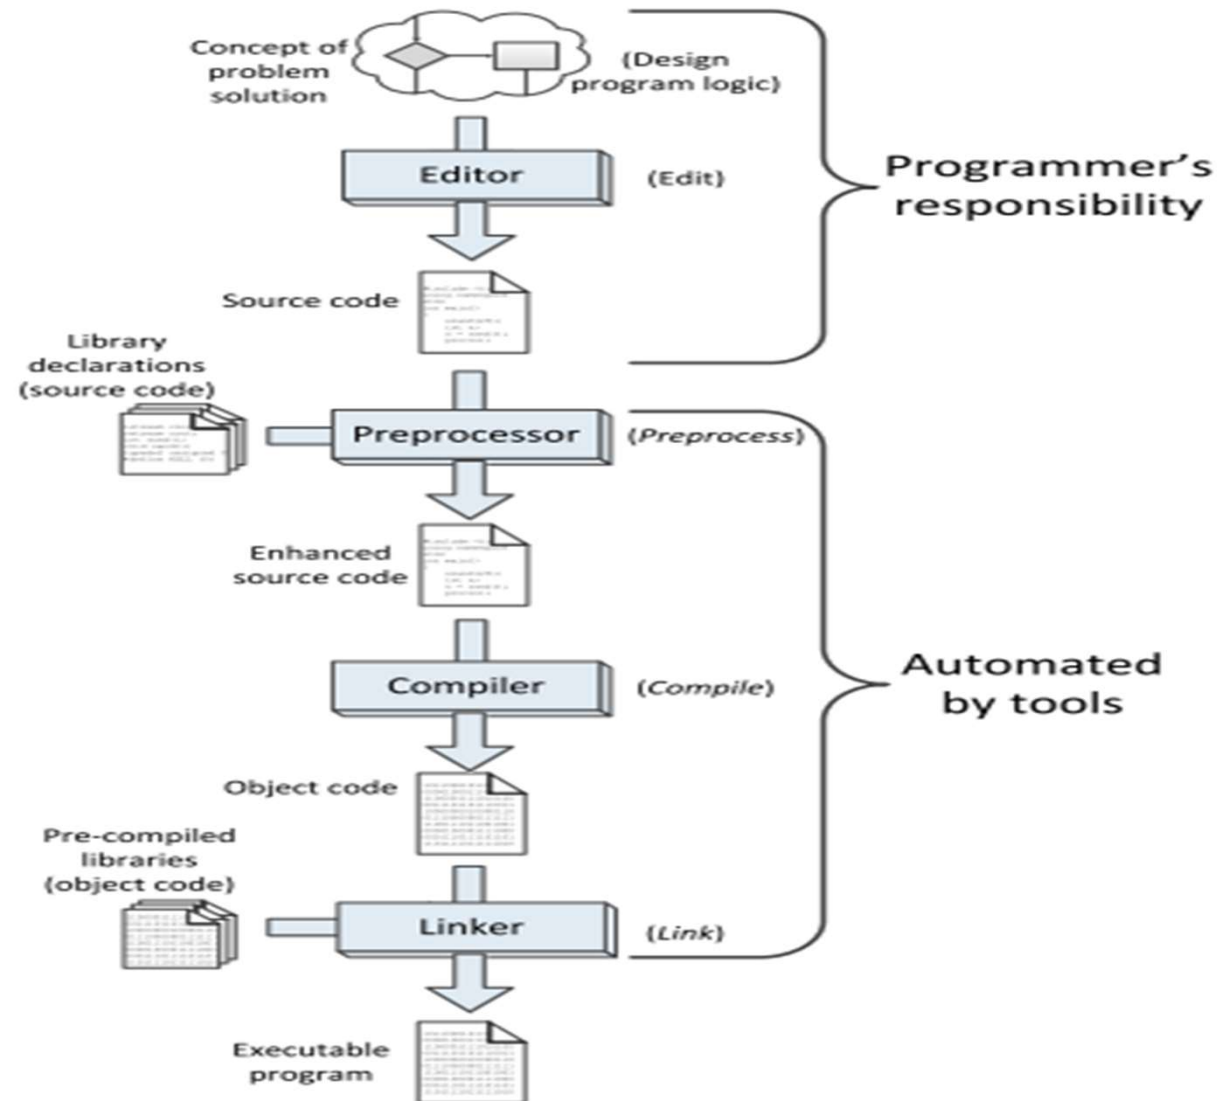 Concept of
problem
solution
(Design
program logic)
Editor
(Edit)
Programmer's
responsibility
Source code
Library
declarations
(source code)
Preprocessor
(Preprocess)
Enhanced
source code
Compiler
(Compile)
Automated
by tools
Object code
Pre-compiled
libraries
(object code)
Linker
(Link)
Executable
program